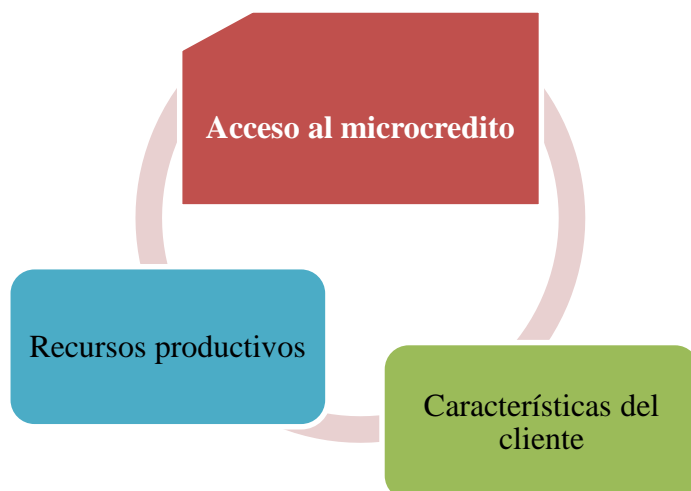 Acceso al microcredito
Recursos productivos
Características del
cliente